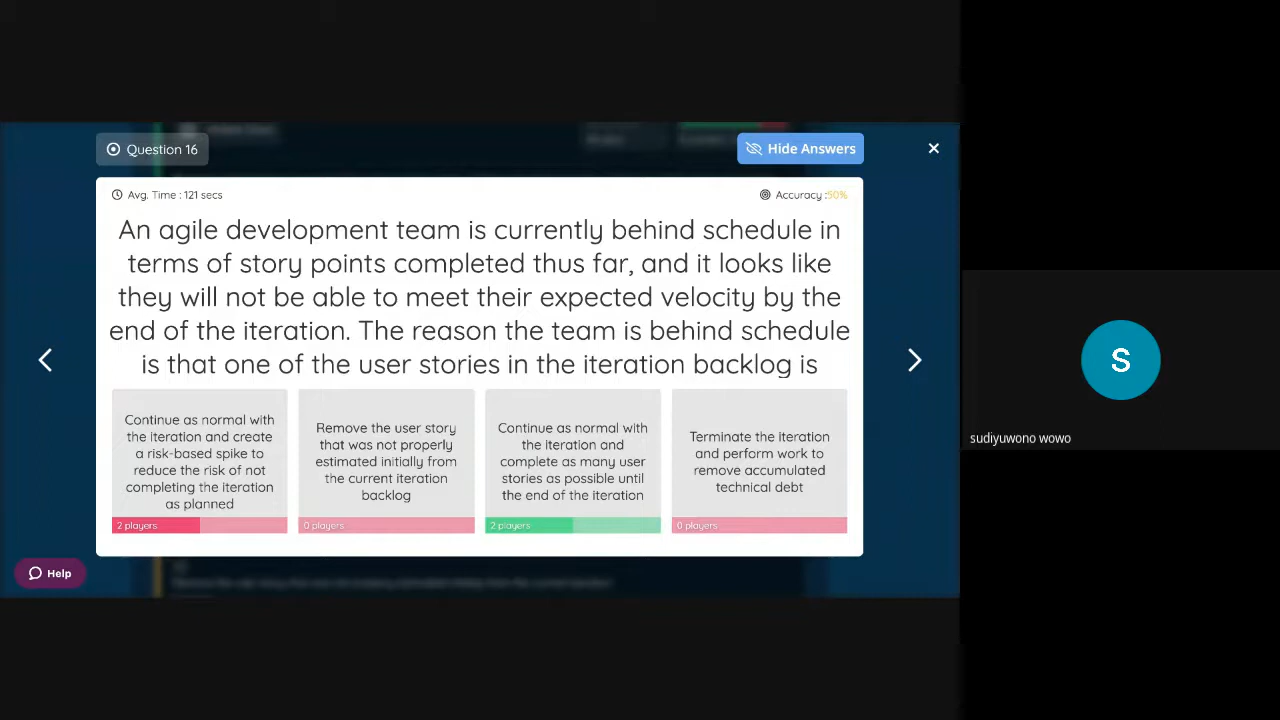 Question 16
Hide Answers
Avg. Time : 121 secs
Accuracy :50%
An agile development team is currently behind schedule in
terms of story points completed thus far, and it looks like
they will not be able to meet their expected velocity by the
end of the iteration. The reason the team is behind schedule
is that one of the user stories in the iteration backlog is
Continue as normal with
the iteration and create
a risk-based spike to
reduce the risk of not
completing the iteration
as planned
2 players
Remove the user story
that was not properly
estimated initially from
the current iteration
backlog
0 players
Continue as normal with
the iteration and
complete as many user
stories as possible until
the end of the iteration
2 players
Terminate the iteration
and perform work to
remove accumulated
technical debt
0 players
Help
S
sudiyuwono wowo